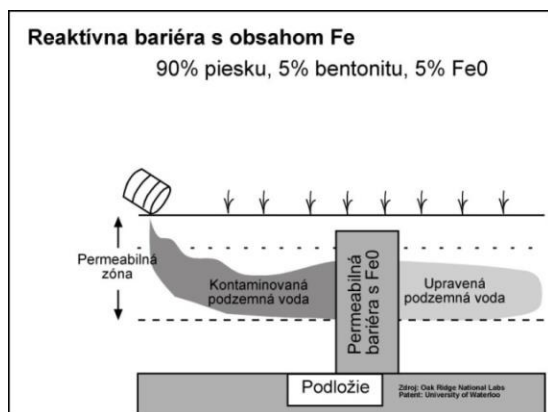 Reaktívna bariéra s obsahom Fe
90% piesku, 5% bentonitu, 5% Fe0
Permeabilná
zóna
Kontaminovaná
podzemná voda
Permeabilná
bariéra s Fe0
Upravená
podzemná voda
Podložie
Zdroj: Oak Ridge National Labs
Patent: University of Waterloo